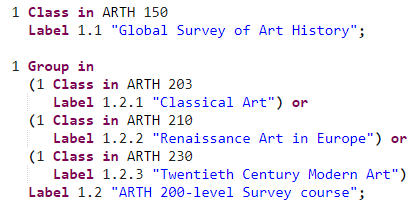 1 Class in ARTH 150
Label 1.1 "Global Survey of Art History";
1 Group in
(1 Class in ARTH 203
Label 1.2.1 "Classical Art") or
(1 Class in ARTH 210
Label 1.2.2 "Renaissance Art in Europe") or
(1 Class in ARTH 230
Label 1.2.3 "Twentieth Century Modern Art")
Label 1.2 "ARTH 200-level Survey course";